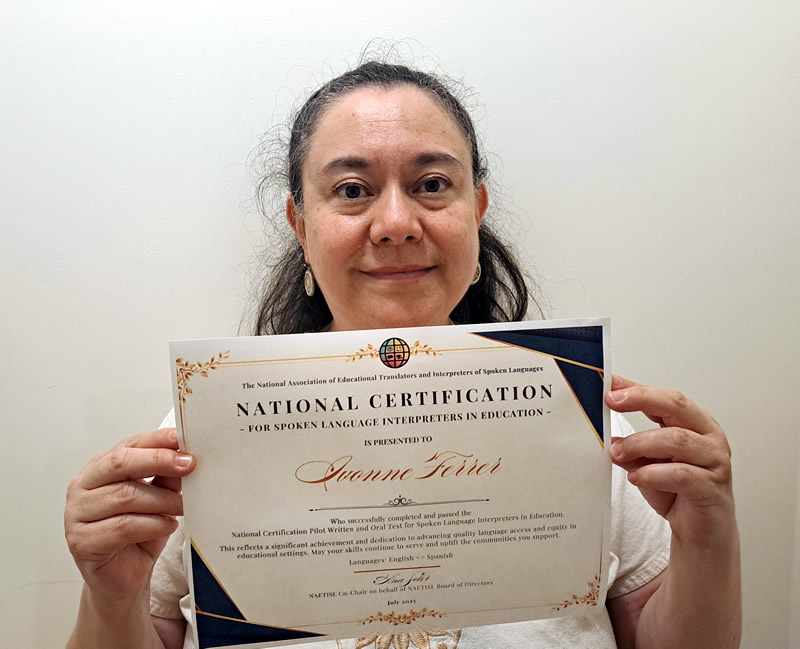 The National Association of Educational Translators and Interpreters of Spoken Languages
NATIONAL CERTIFICATION
- FOR SPOKEN LANGUAGE INTERPRETERS IN EDUCATION -
IS PRESENTED TO
Ivonne Ferrer
Who successfully completed and passed the
National Certification Pilot Written and Oral Test for Spoken Language Interpreters in Education.
This reflects a significant achievement and dedication to advancing quality language access and equity in
educational settings. May your skills continue to serve and uplift the communities you support.
Languages: English <> Spanish
Ana Soler
NAETISL Co-Chair on behalf of NAETISL Board of Directors
July 2025